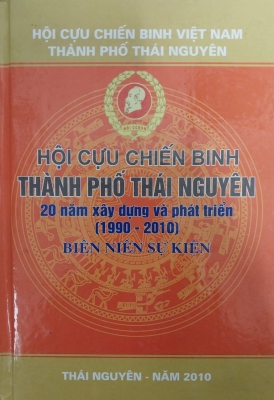 HỘI CỰU CHIẾN BINH VIỆT NAM
THÀNH PHỐ THÁI NGUYÊN
HỘI CỰU CHIẾN BINH
THÀNH PHỐ THÁI NGUYÊN
20 năm xây dựng và phát triển
(1990 - 2010)
BIÊN NIÊN SỰ KIỆN
THÁI NGUYÊN - NĂM 2010